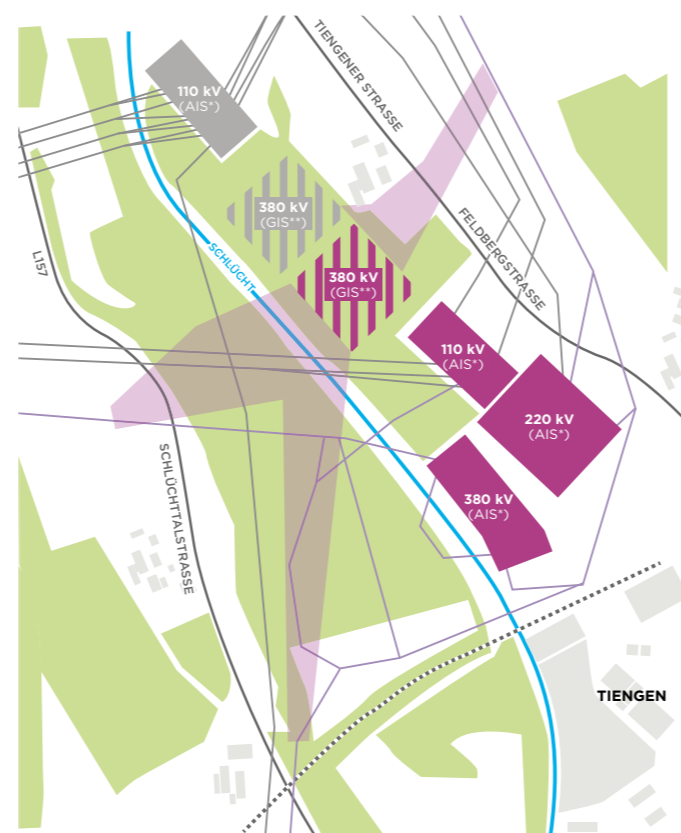 110 kV
(AIS*)
TIENGENER STRASSE
380 kV
(GIS**)
FELDBERGSTRASSE
SCHLÜCHT
L157
380 kV
(GIS**)
110 kV
(AIS*)
220 kV
(AIS*)
SCHLÜCHTTALSTRASSE
380 kV
(AIS*)
TIENGEN